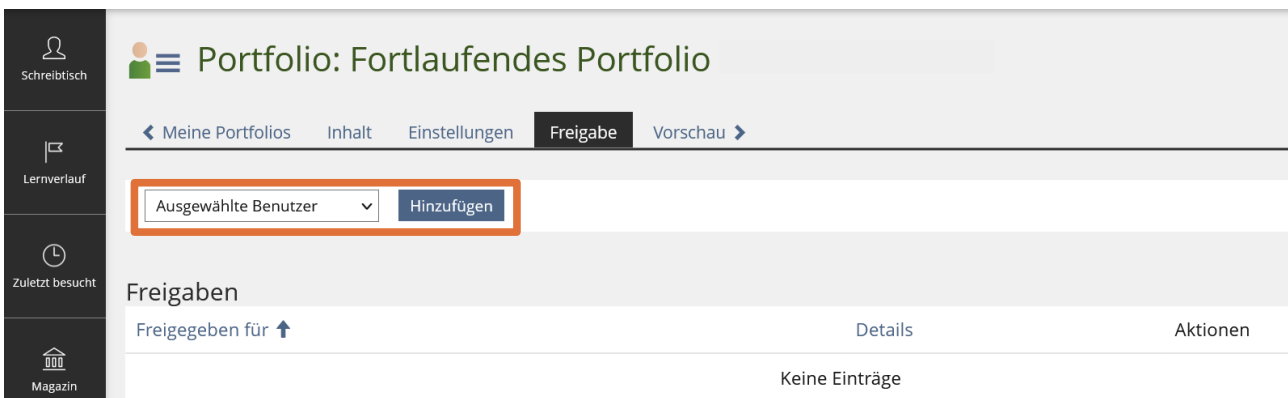 Schreibtisch
Lernverlauf
Zuletzt besucht
Magazin
Portfolio: Fortlaufendes Portfolio
Meine Portfolios Inhalt Einstellungen Freigabe Vorschau
Ausgewählte Benutzer Hinzufügen
Freigaben
Freigegeben für Details Aktionen
Keine Einträge